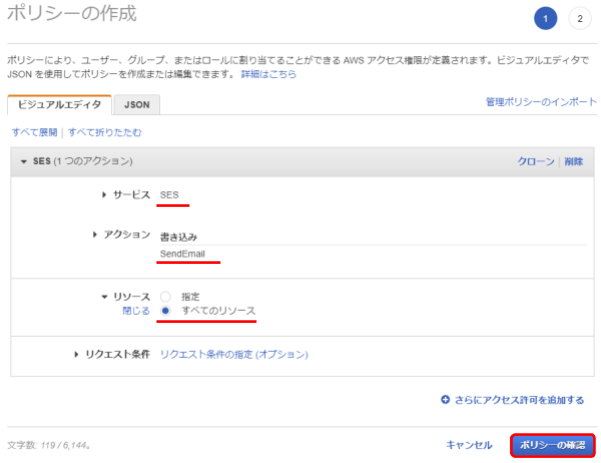 ポリシーの作成
1 2
ポリシーにより、ユーザー、グループ、またはロールに割り当てることができる AWS アクセス権限が定義されます。ビジュアルエディタで
JSON を使用してポリシーを作成または編集できます。 詳細はこちら
ビジュアルエディタ JSON 管理ポリシーのインポート
すべて展開 | すべて折りたたむ
SES (1 つのアクション) クローン | 削除
サービス SES
アクション 書き込み
SendEmail
リソース 指定
閉じる すべてのリソース
リクエスト条件 リクエスト条件の指定 (オプション)
さらにアクセス許可を追加する
文字数: 119 / 6,144。 キャンセル ポリシーの確認